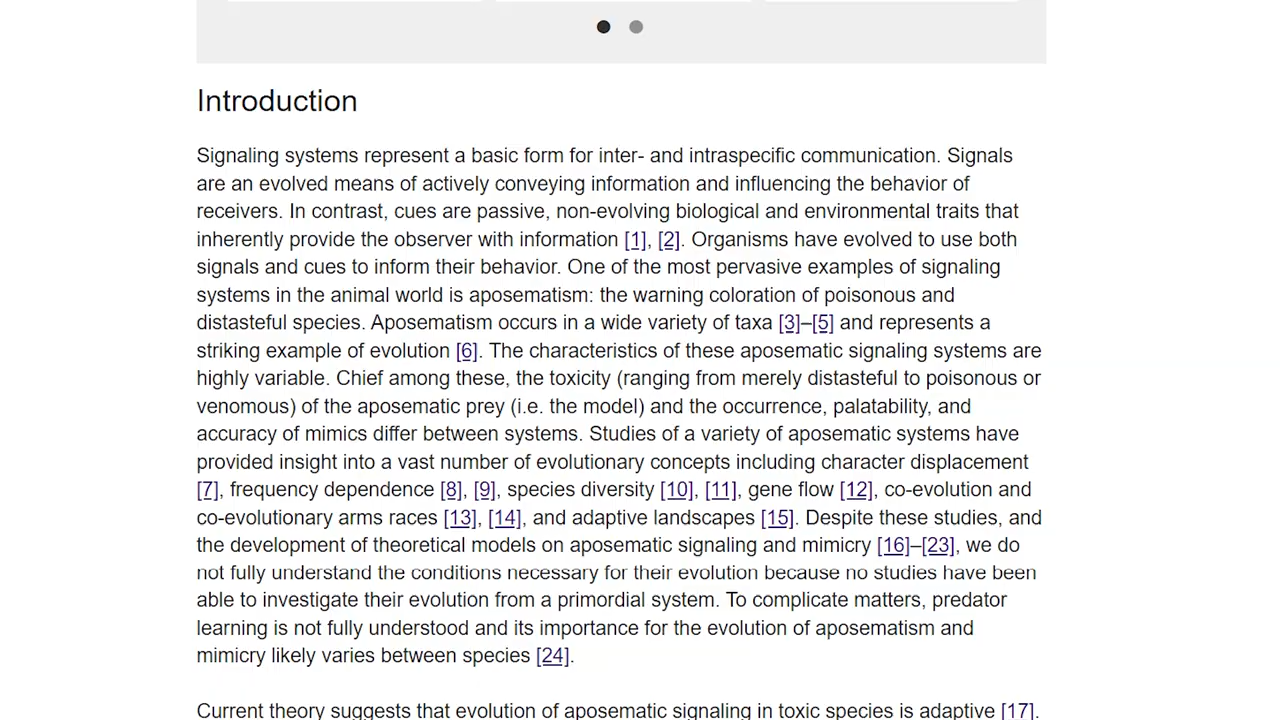 Introduction
Signaling systems represent a basic form for inter- and intraspecific communication. Signals
are an evolved means of actively conveying information and influencing the behavior of
receivers. In contrast, cues are passive, non-evolving biological and environmental traits that
inherently provide the observer with information [1], [2]. Organisms have evolved to use both
signals and cues to inform their behavior. One of the most pervasive examples of signaling
systems in the animal world is aposematism: the warning coloration of poisonous and
distasteful species. Aposematism occurs in a wide variety of taxa [3]–[5] and represents a
striking example of evolution [6]. The characteristics of these aposematic signaling systems are
highly variable. Chief among these, the toxicity (ranging from merely distasteful to poisonous or
venomous) of the aposematic prey (i.e. the model) and the occurrence, palatability, and
accuracy of mimics differ between systems. Studies of a variety of aposematic systems have
provided insight into a vast number of evolutionary concepts including character displacement
[7], frequency dependence [8], [9], species diversity [10], [11], gene flow [12], co-evolution and
co-evolutionary arms races [13], [14], and adaptive landscapes [15]. Despite these studies, and
the development of theoretical models on aposematic signaling and mimicry [16]–[23], we do
not fully understand the conditions necessary for their evolution because no studies have been
able to investigate their evolution from a primordial system. To complicate matters, predator
learning is not fully understood and its importance for the evolution of aposematism and
mimicry likely varies between species [24].
Current theory suggests that evolution of aposematic signaling in toxic species is adaptive [17].